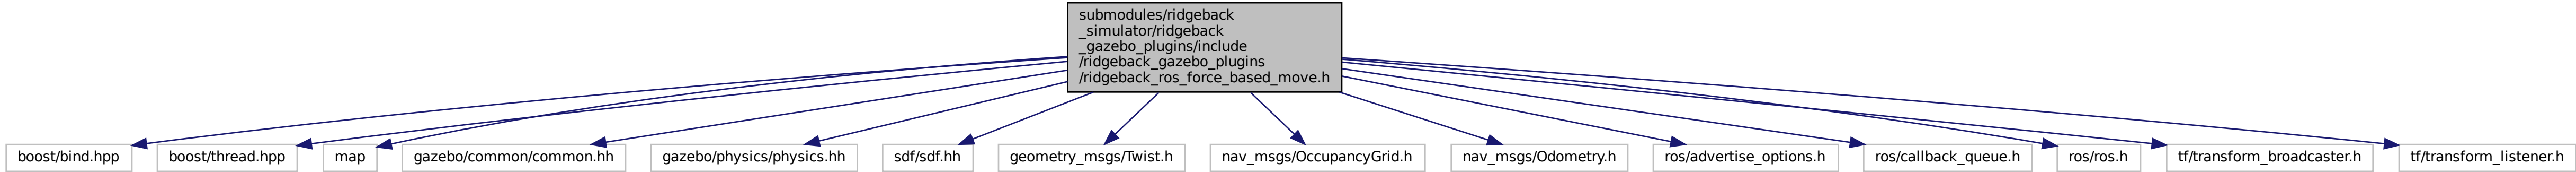 submodules/ridgeback
_simulator/ridgeback
_gazebo_plugins/include
/ridgeback_gazebo_plugins
/ridgeback_ros_force_based_move.h
boost/bind.hpp
boost/thread.hpp
map
gazebo/common/common.hh
gazebo/physics/physics.hh
sdf/sdf.hh
geometry_msgs/Twist.h
nav_msgs/OccupancyGrid.h
nav_msgs/Odometry.h
ros/advertise_options.h
ros/callback_queue.h
ros/ros.h
tf/transform_broadcaster.h
tf/transform_listener.h